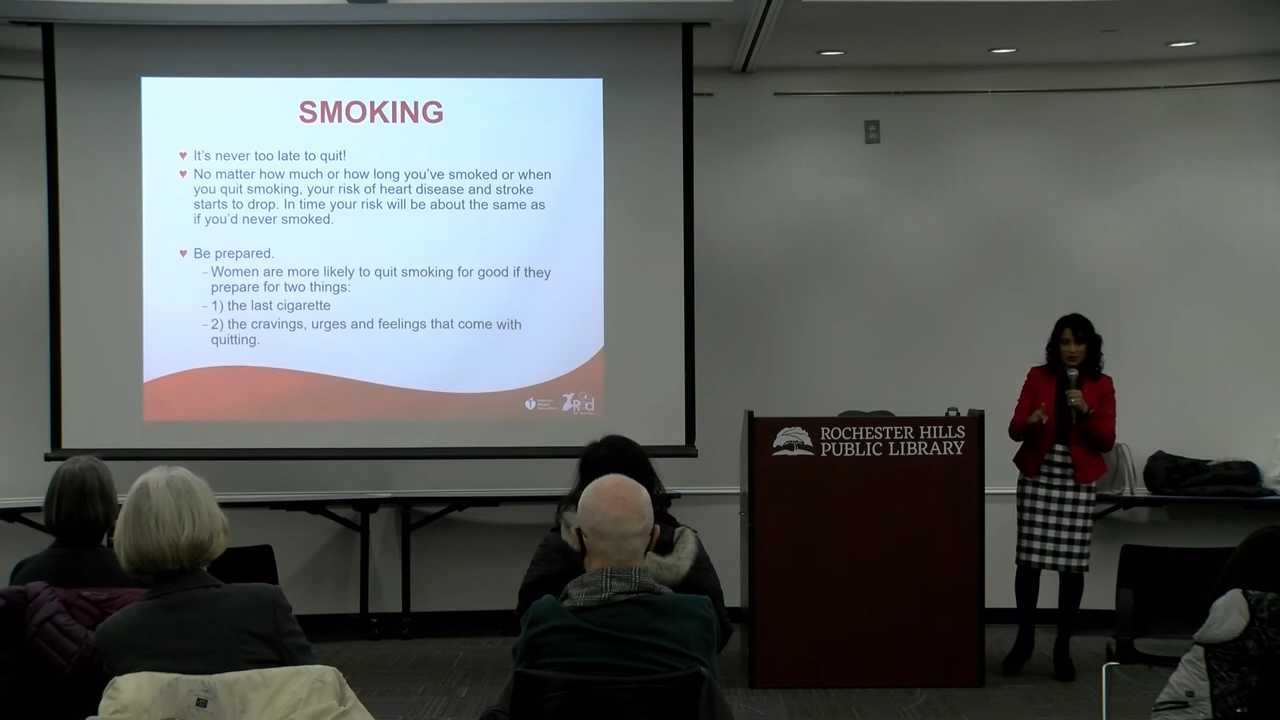 SMOKING
It's never too late to quit!
No matter how much or how long you've smoked or when
you quit smoking, your risk of heart disease and stroke
starts to drop. In time your risk will be about the same as
if you'd never smoked.
Be prepared.
– Women are more likely to quit smoking for good if they
prepare for two things:
– 1) the last cigarette
– 2) the cravings, urges and feelings that come with
quitting.
ROCHESTER HILLS
PUBLIC LIBRARY